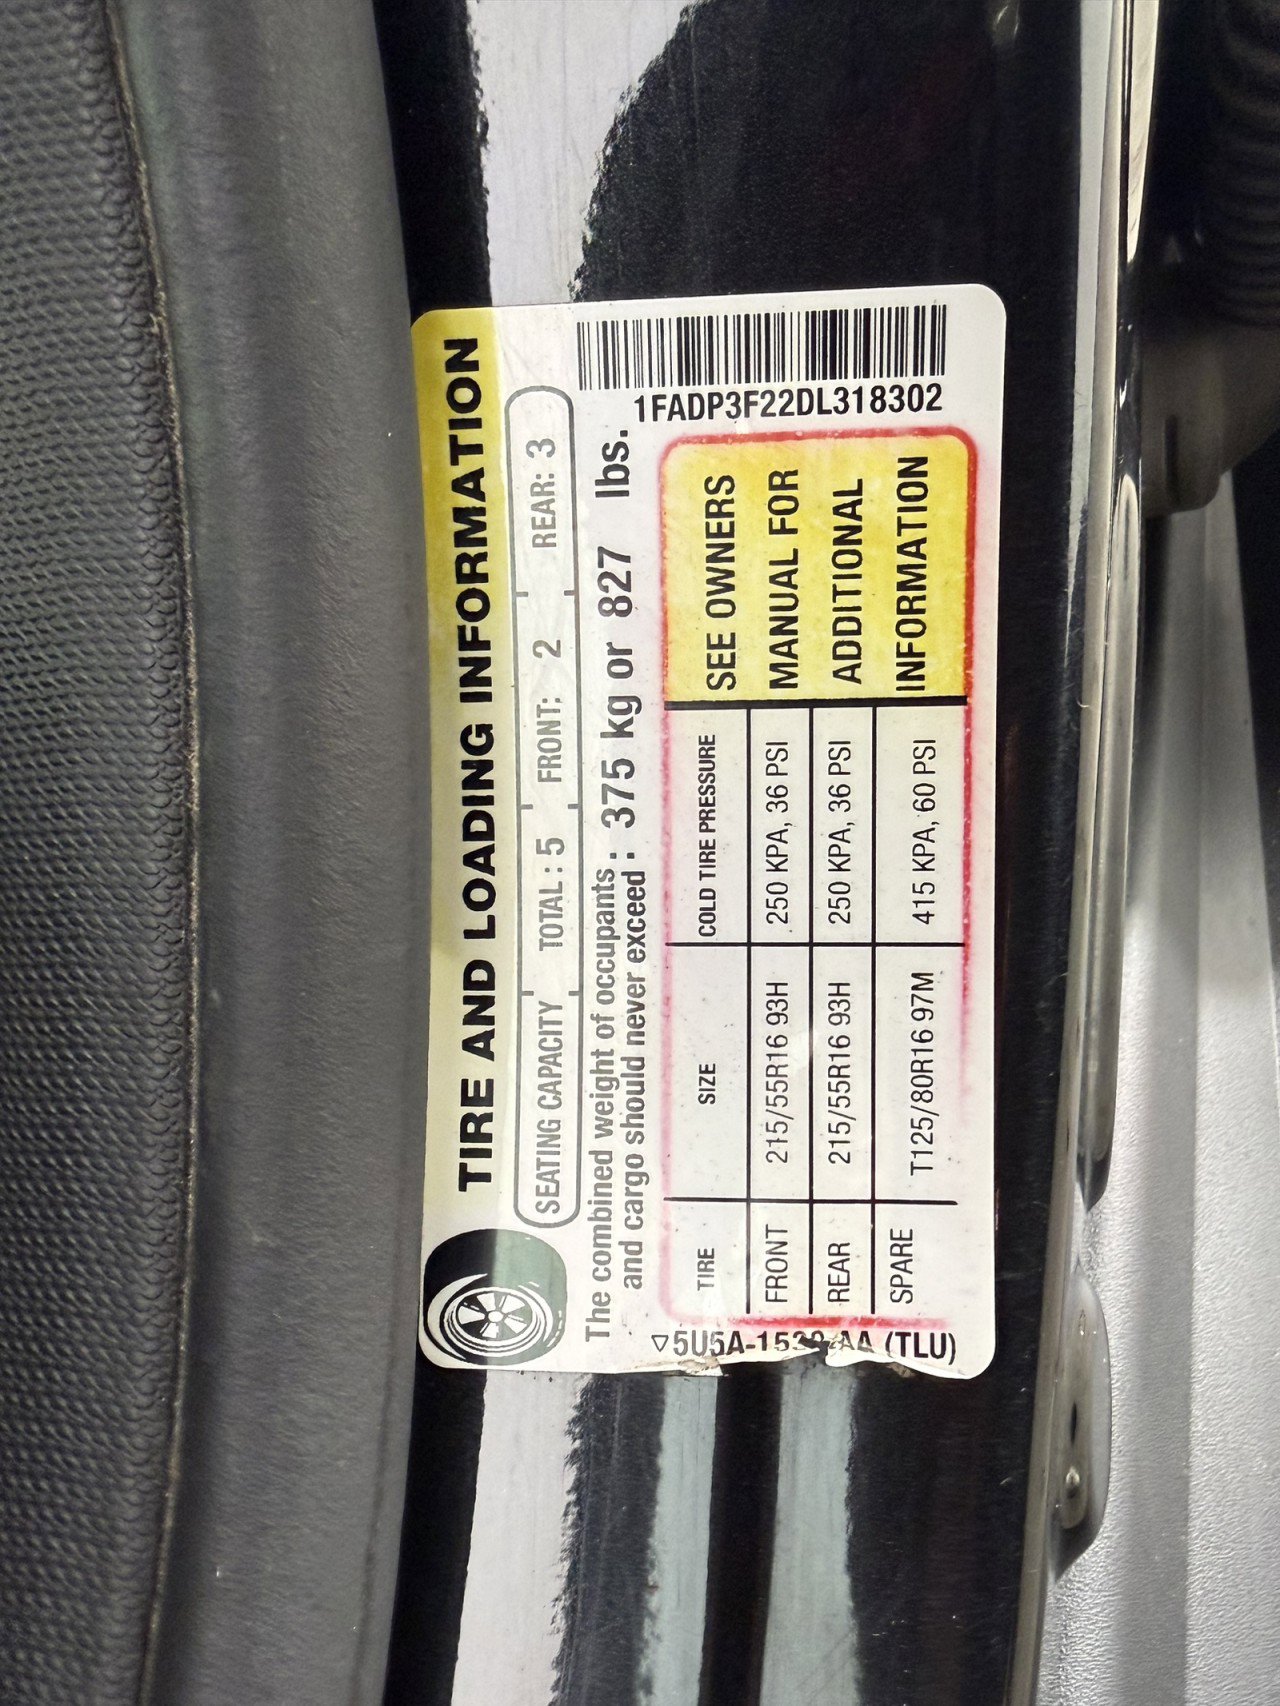 TIRE AND LOADING INFORMATION
SEATING CAPACITY TOTAL : 5 FRONT: 2 REAR: 3
The combined weight of occupants
and cargo should never exceed : 375 kg or 827 lbs.
1FADP3F22DL318302
TIRE SIZE COLD TIRE PRESSURE
FRONT 215/55R16 93H 250 KPA, 36 PSI
REAR 215/55R16 93H 250 KPA, 36 PSI
SPARE T125/80R16 97M 415 KPA, 60 PSI
SEE OWNERS
MANUAL FOR
ADDITIONAL
INFORMATION
(TLU)